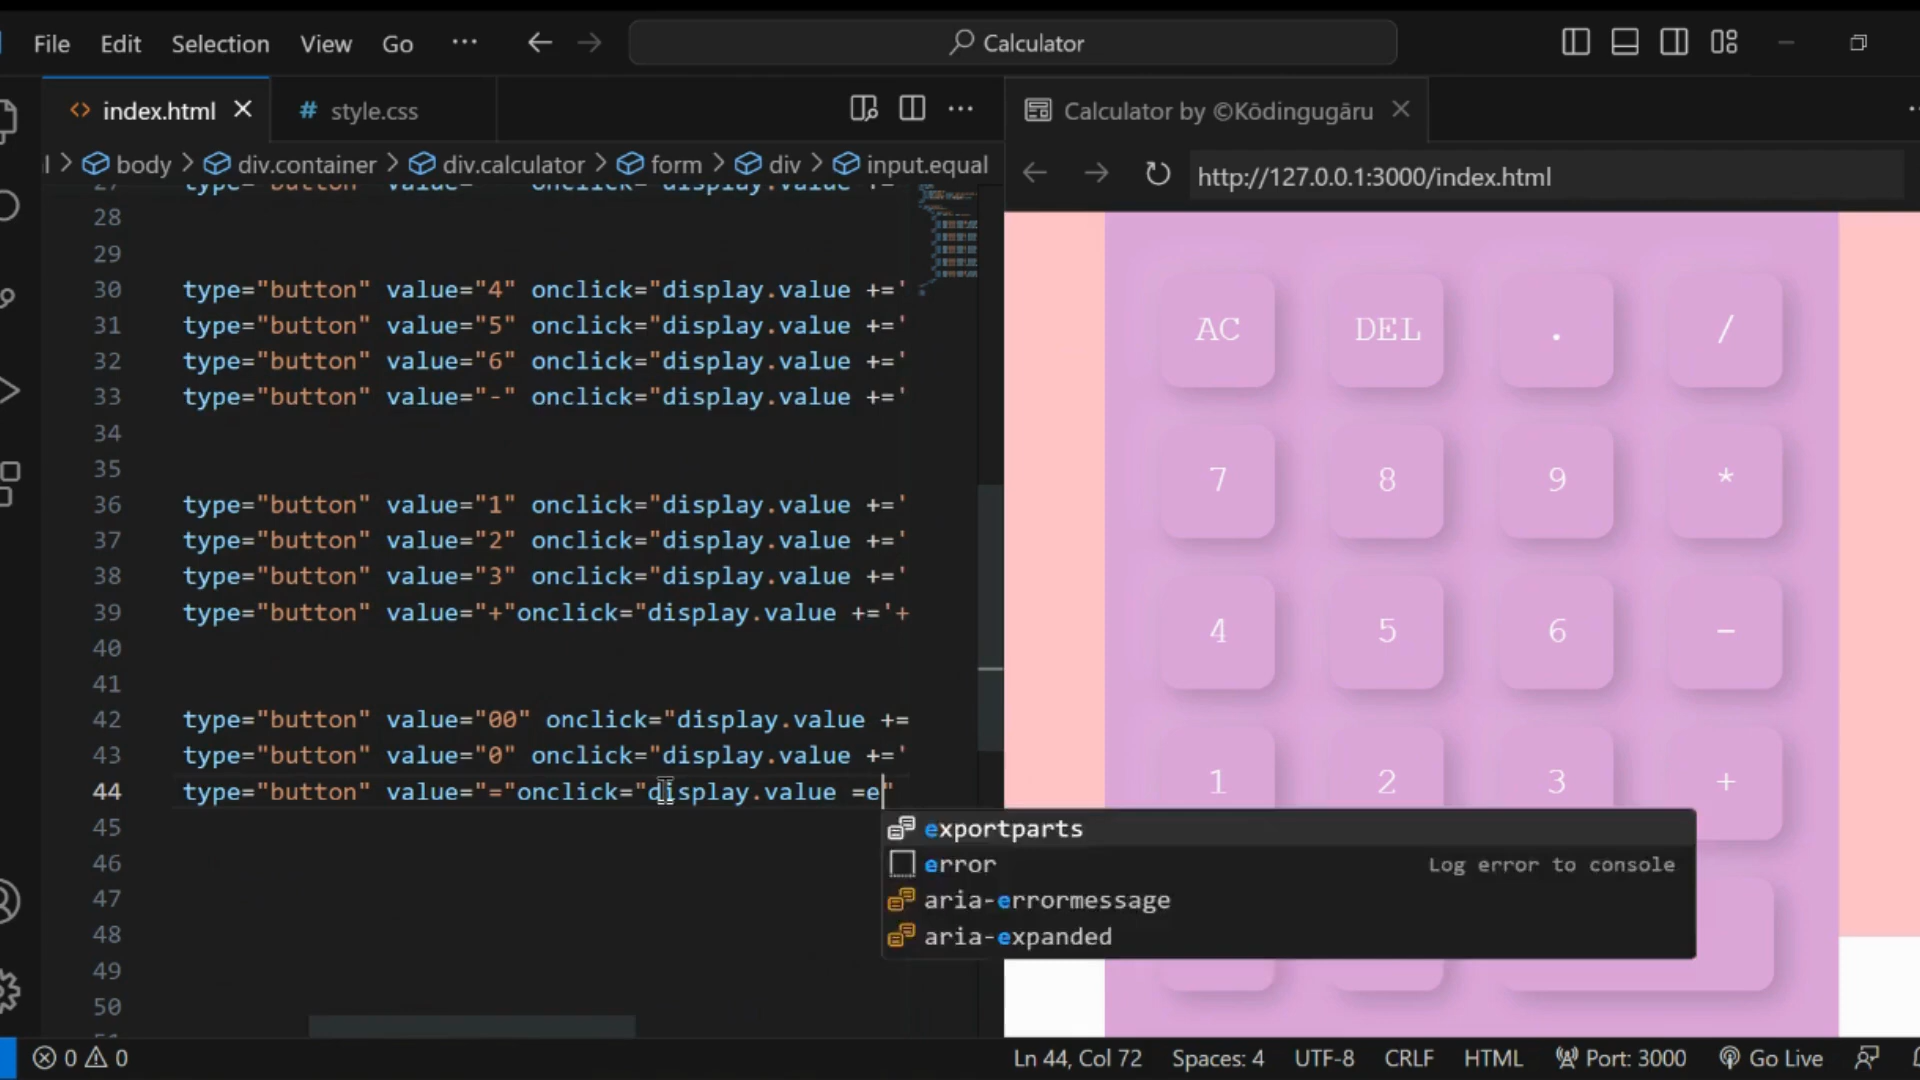 File Edit Selection View Go ··· Calculator
index.html style.css
Calculator by ©Kōdingugāru
body > div.container > div.calculator > form > div > input.equal
http://127.0.0.1:3000/index.html
28
29
30 type="button" value="4" onclick="display.value +='
31 type="button" value="5" onclick="display.value +='
32 type="button" value="6" onclick="display.value +='
33 type="button" value="-" onclick="display.value +='
34
35
36 type="button" value="1" onclick="display.value +='
37 type="button" value="2" onclick="display.value +='
38 type="button" value="3" onclick="display.value +='
39 type="button" value="+"onclick="display.value +='+
40
41
42 type="button" value="00" onclick="display.value +=
43 type="button" value="0" onclick="display.value +='
44 type="button" value="="onclick="display.value =e"
45
46
47
48
49
50
exportparts
error Log error to console
aria-errormessage
aria-expanded
AC DEL . /
7 8 9 *
4 5 6 -
1 2 3 +
0 0 Ln 44, Col 72 Spaces: 4 UTF-8 CRLF HTML Port: 3000 Go Live